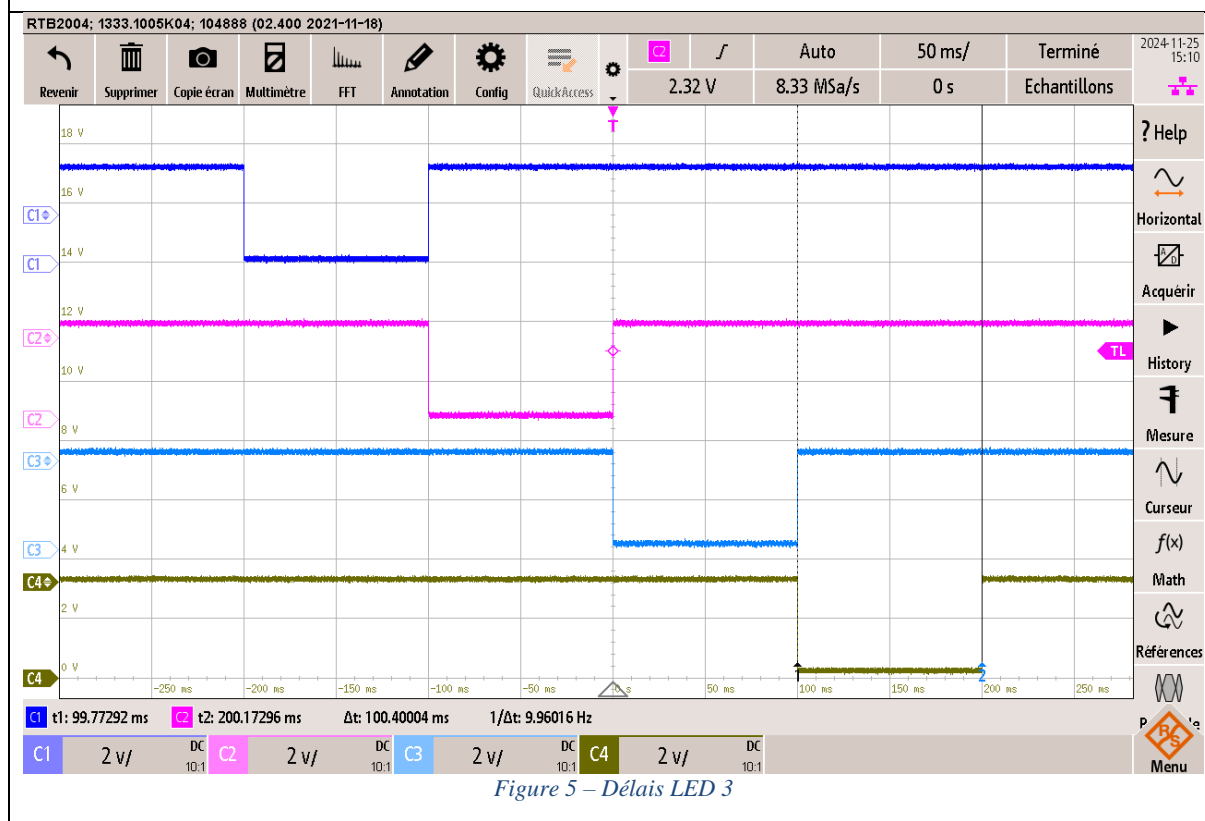 RTB2004; 1333.1005K04; 104888 (02.400 2021-11-18)
Revenir Supprimer Copie écran Multimètre FFT Annotation Config QuickAccess
C2 Auto 50 ms/ Terminé
2.32 V 8.33 MSa/s 0 s Echantillons
2024-11-25
15:10
? Help
Horizontal
Acquérir
History
Mesure
Curseur
f(x)
Math
Références
Menu
T
18 V
16 V
C1
14 V
C1
12 V
C2
TL
10 V
C2
8 V
C3
6 V
C3
4 V
C4
2 V
0 V
C4
2
-250 ms -200 ms -150 ms -100 ms -50 ms 50 ms 100 ms 150 ms 200 ms 250 ms
C1 t1: 99.77292 ms C2 t2: 200.17296 ms Δt: 100.40004 ms 1/Δt: 9.96016 Hz
C1 2 v/ DC 10:1 C2 2 v/ DC 10:1 C3 2 v/ DC 10:1 C4 2 v/ DC 10:1
R&S
Figure 5 – Délais LED 3